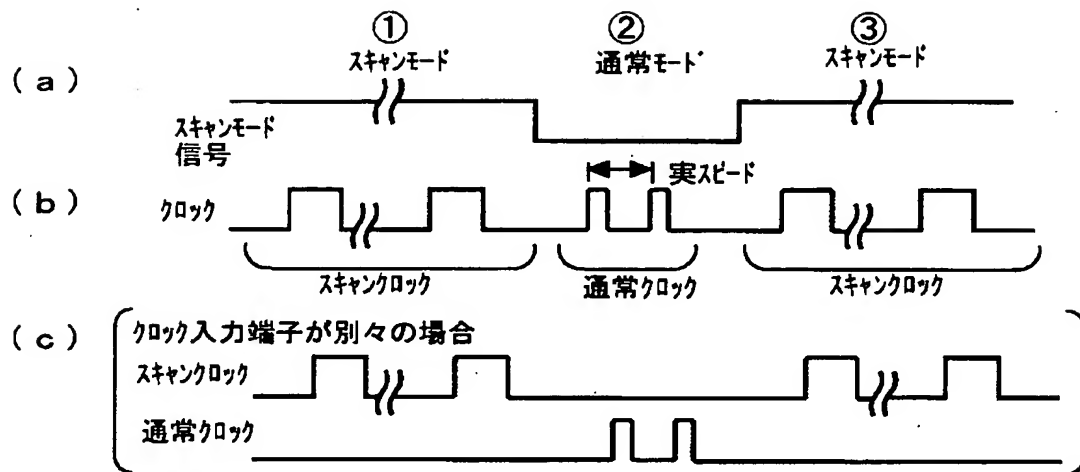 ① ② ③
スキャンモード 通常モード スキャンモード
(a)
スキャンモード
信号
実スピード
(b) クロック
スキャンクロック 通常クロック スキャンクロック
(c) クロック入力端子が別々の場合
スキャンクロック
通常クロック